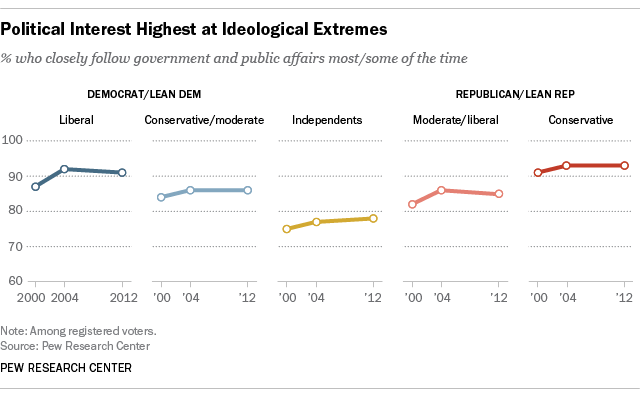 Political Interest Highest at Ideological Extremes
% who closely follow government and public affairs most/some of the time
DEMOCRAT/LEAN DEM REPUBLICAN/LEAN REP
Liberal Conservative/moderate Independents Moderate/liberal Conservative
100
90
80
70
60
2000 2004 2012 '00 '04 '12 '00 '04 '12 '00 '04 '12 '00 '04 '12
Note: Among registered voters.
Source: Pew Research Center
PEW RESEARCH CENTER